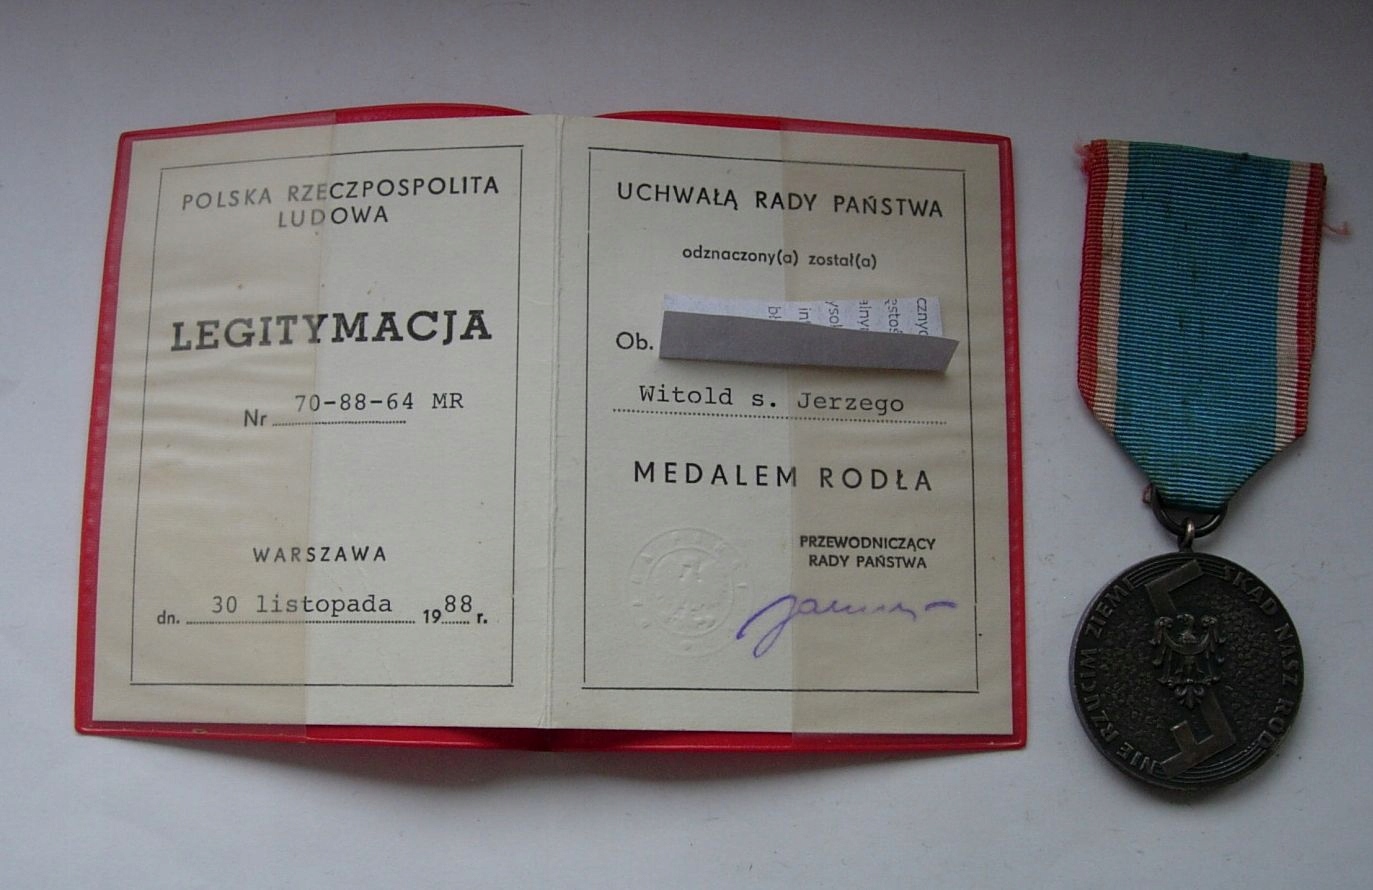 POLSKA RZECZPOSPOLITA
LUDOWA
LEGITYMACJA
Nr 70-88-64 MR
WARSZAWA
dn. 30 listopada 1988 r.
UCHWAŁĄ RADY PAŃSTWA
odznaczony(a) został(a)
Ob.
Witold s. Jerzego
MEDALEM RODŁA
PRZEWODNICZĄCY
RADY PAŃSTWA
NIE RZUCIM ZIEMI SKĄD NASZ RÓD